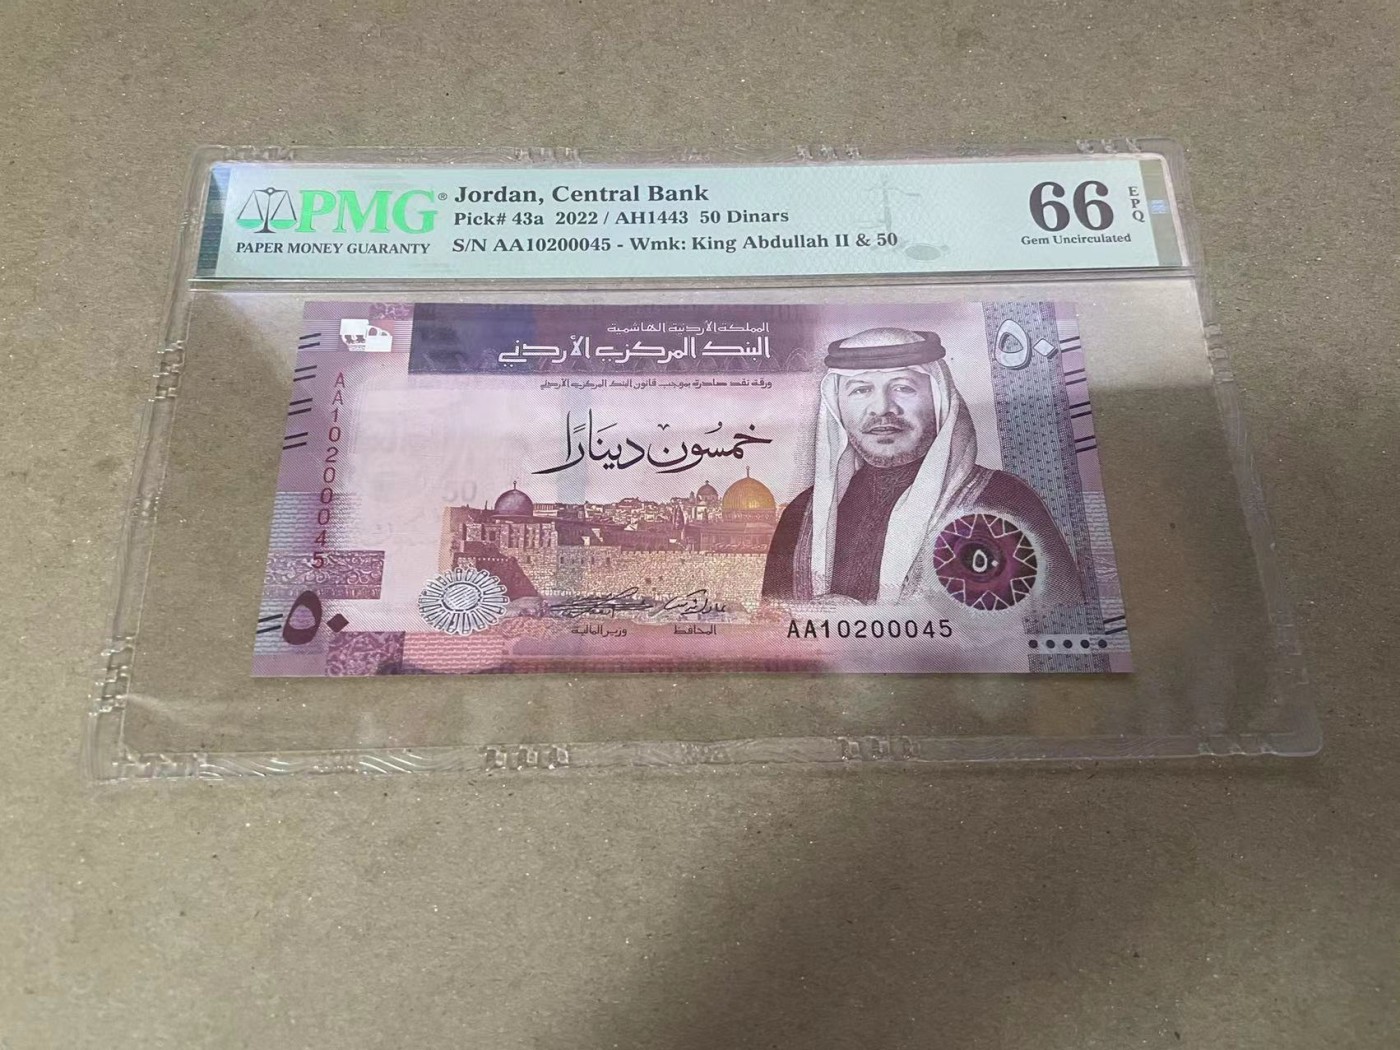 PMG®
PAPER MONEY GUARANTY
Jordan, Central Bank
Pick# 43a 2022 / AH1443 50 Dinars
S/N AA10200045 - Wmk: King Abdullah II & 50
66
EPQ
Gem Uncirculated
المملكة الأردنية الهاشمية
البنك المركزي الأردني
ورقة نقد صادرة بموجب قانون البنك المركزي الأردني
٥٠
AA10200045
خمسون دينارًا
50
٥٠
٥٠
وزير المالية
المحافظ
AA10200045